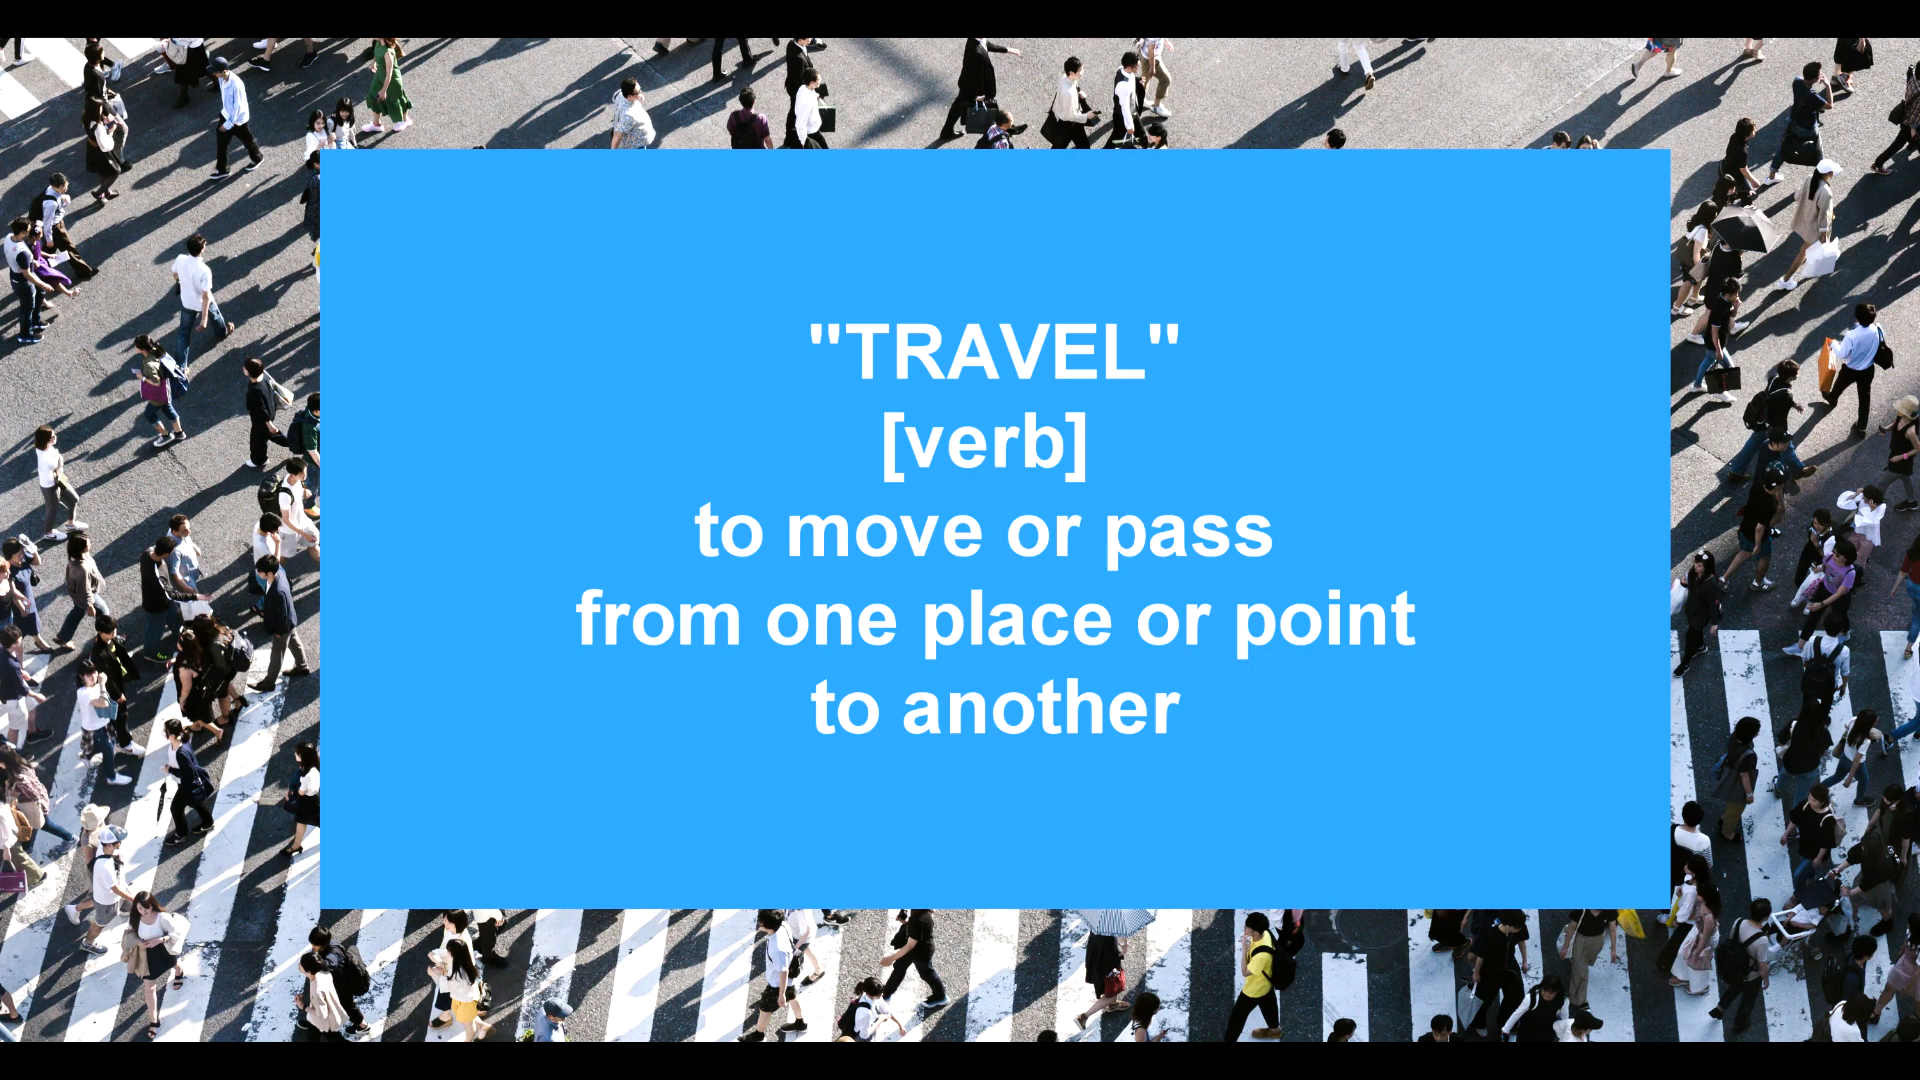 "TRAVEL"
[verb]
to move or pass
from one place or point
to another